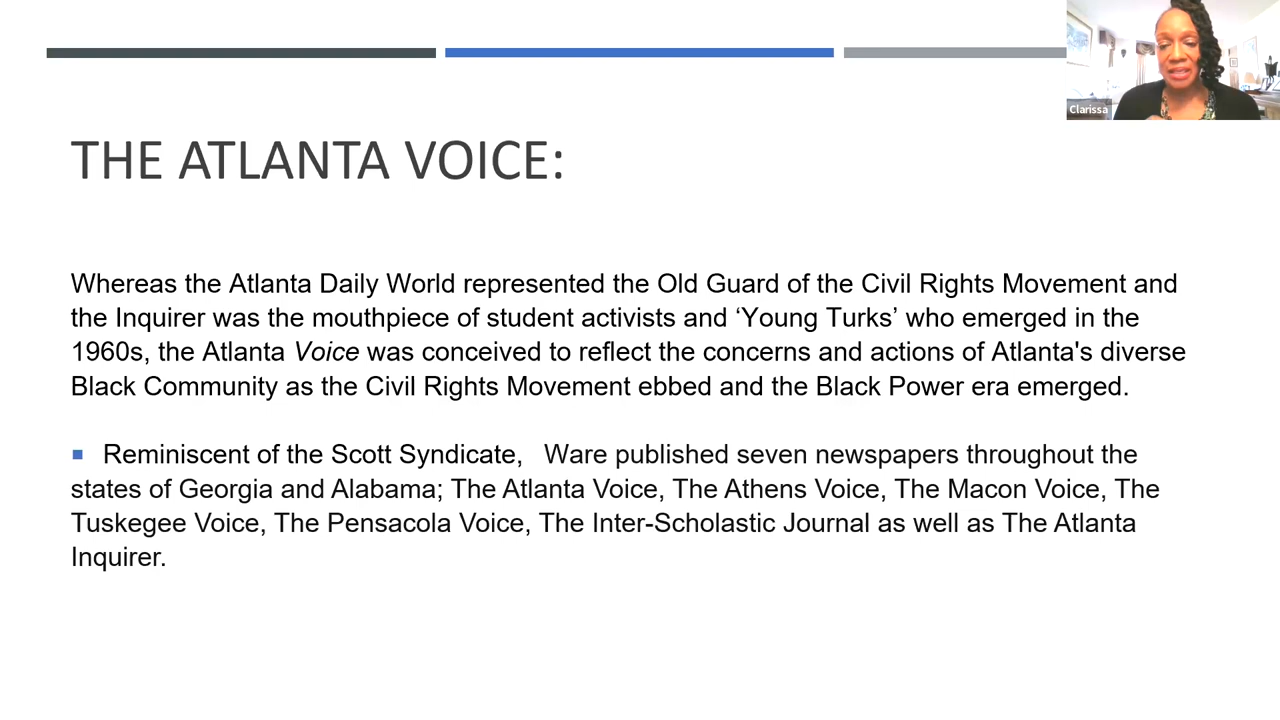 Clarissa
THE ATLANTA VOICE:
Whereas the Atlanta Daily World represented the Old Guard of the Civil Rights Movement and
the Inquirer was the mouthpiece of student activists and ‘Young Turks’ who emerged in the
1960s, the Atlanta Voice was conceived to reflect the concerns and actions of Atlanta's diverse
Black Community as the Civil Rights Movement ebbed and the Black Power era emerged.
Reminiscent of the Scott Syndicate, Ware published seven newspapers throughout the
states of Georgia and Alabama; The Atlanta Voice, The Athens Voice, The Macon Voice, The
Tuskegee Voice, The Pensacola Voice, The Inter-Scholastic Journal as well as The Atlanta
Inquirer.